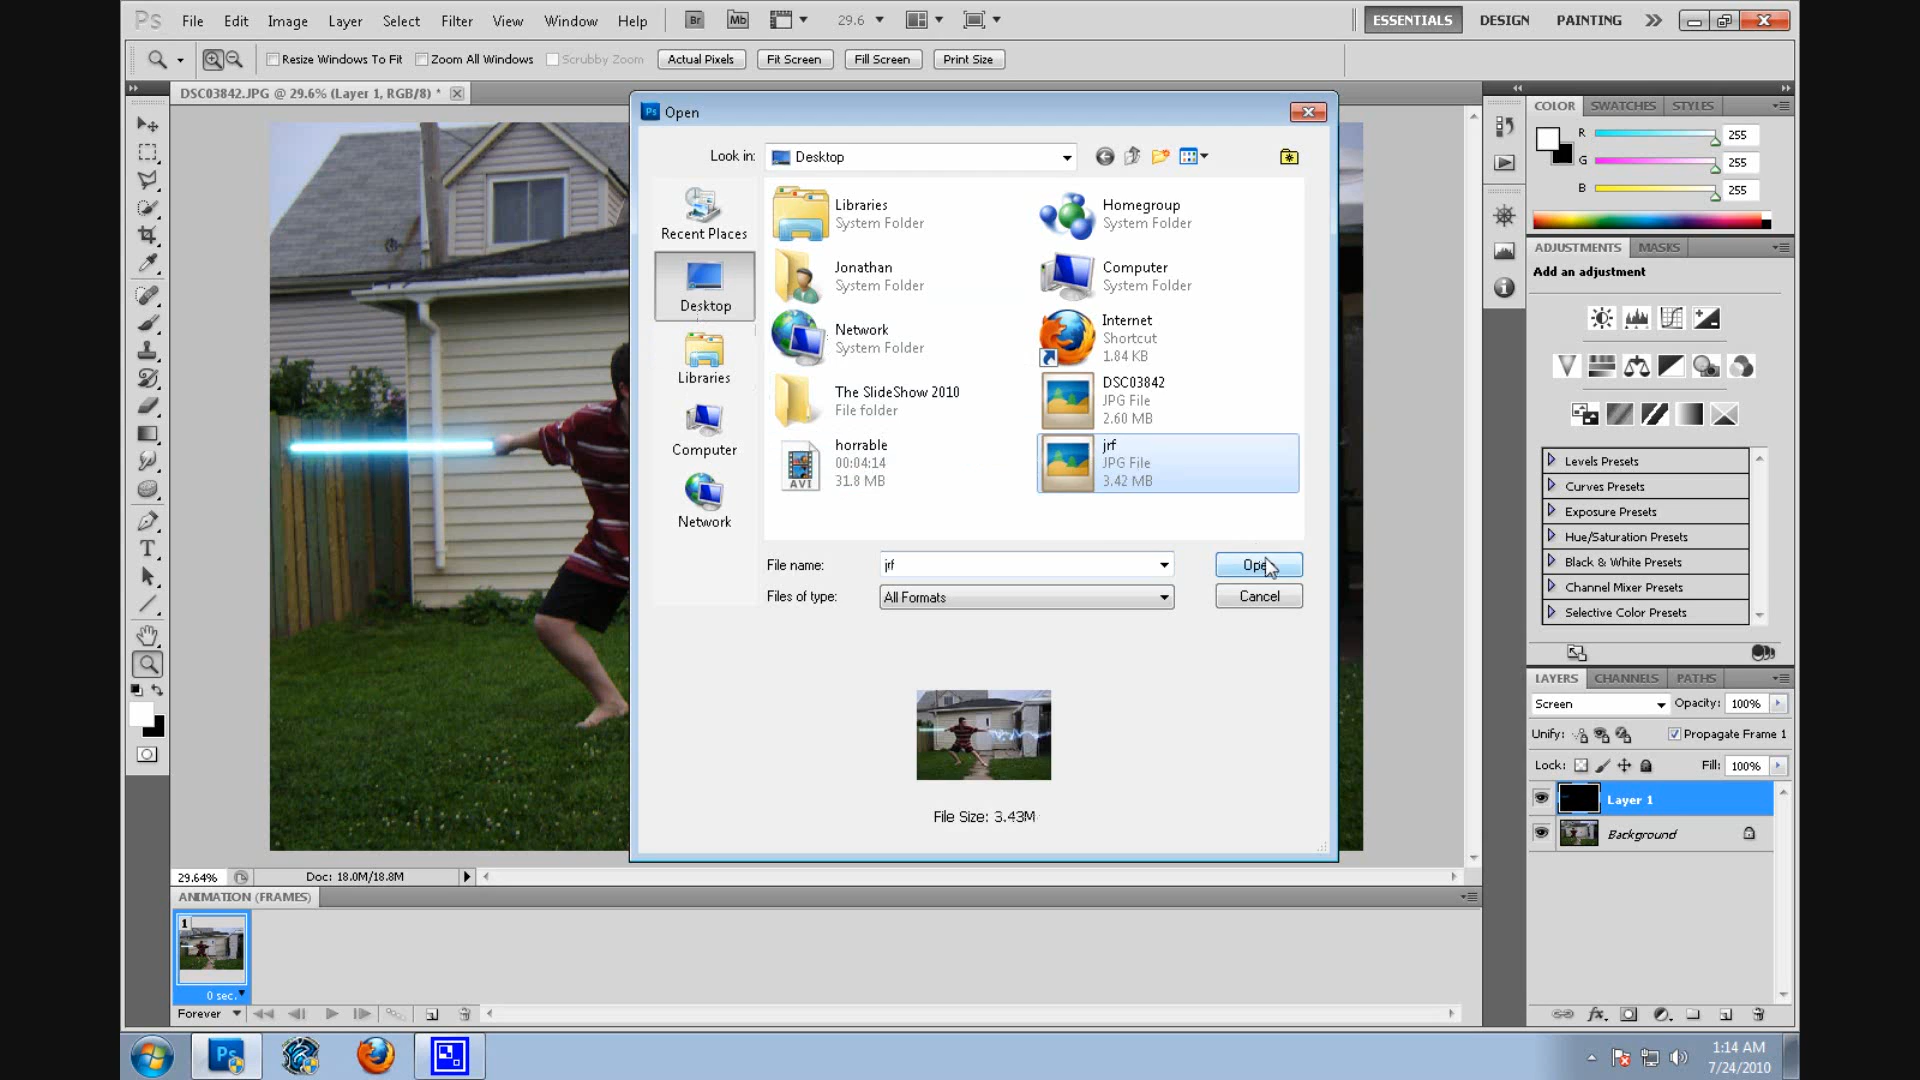 Ps File Edit Image Layer Select Filter View Window Help Br Mb 29.6 ESSENTIALS DESIGN PAINTING
Resize Windows To Fit Zoom All Windows Scrubby Zoom Actual Pixels Fit Screen Fill Screen Print Size
DSC03842.JPG @ 29.6% (Layer 1, RGB/8) *
Ps Open
Look in: Desktop
Recent Places
Desktop
Libraries
Computer
Network
Libraries
System Folder
Homegroup
System Folder
Jonathan
System Folder
Computer
System Folder
Network
System Folder
Internet
Shortcut
1.84 KB
The SlideShow 2010
File folder
DSC03842
JPG File
2.60 MB
AVI
horrable
00:04:14
31.8 MB
jrf
JPG File
3.42 MB
File name: jrf
Open
Files of type: All Formats
Cancel
File Size: 3.43M
COLOR SWATCHES STYLES
R 255
G 255
B 255
ADJUSTMENTS MASKS
Add an adjustment
Levels Presets
Curves Presets
Exposure Presets
Hue/Saturation Presets
Black & White Presets
Channel Mixer Presets
Selective Color Presets
LAYERS CHANNELS PATHS
Screen Opacity: 100%
Unify: Propagate Frame 1
Lock: Fill: 100%
Layer 1
Background
29.64% Doc: 18.0M/18.8M
ANIMATION (FRAMES)
1
0 sec.
Forever
Ps
1:14 AM
7/24/2010